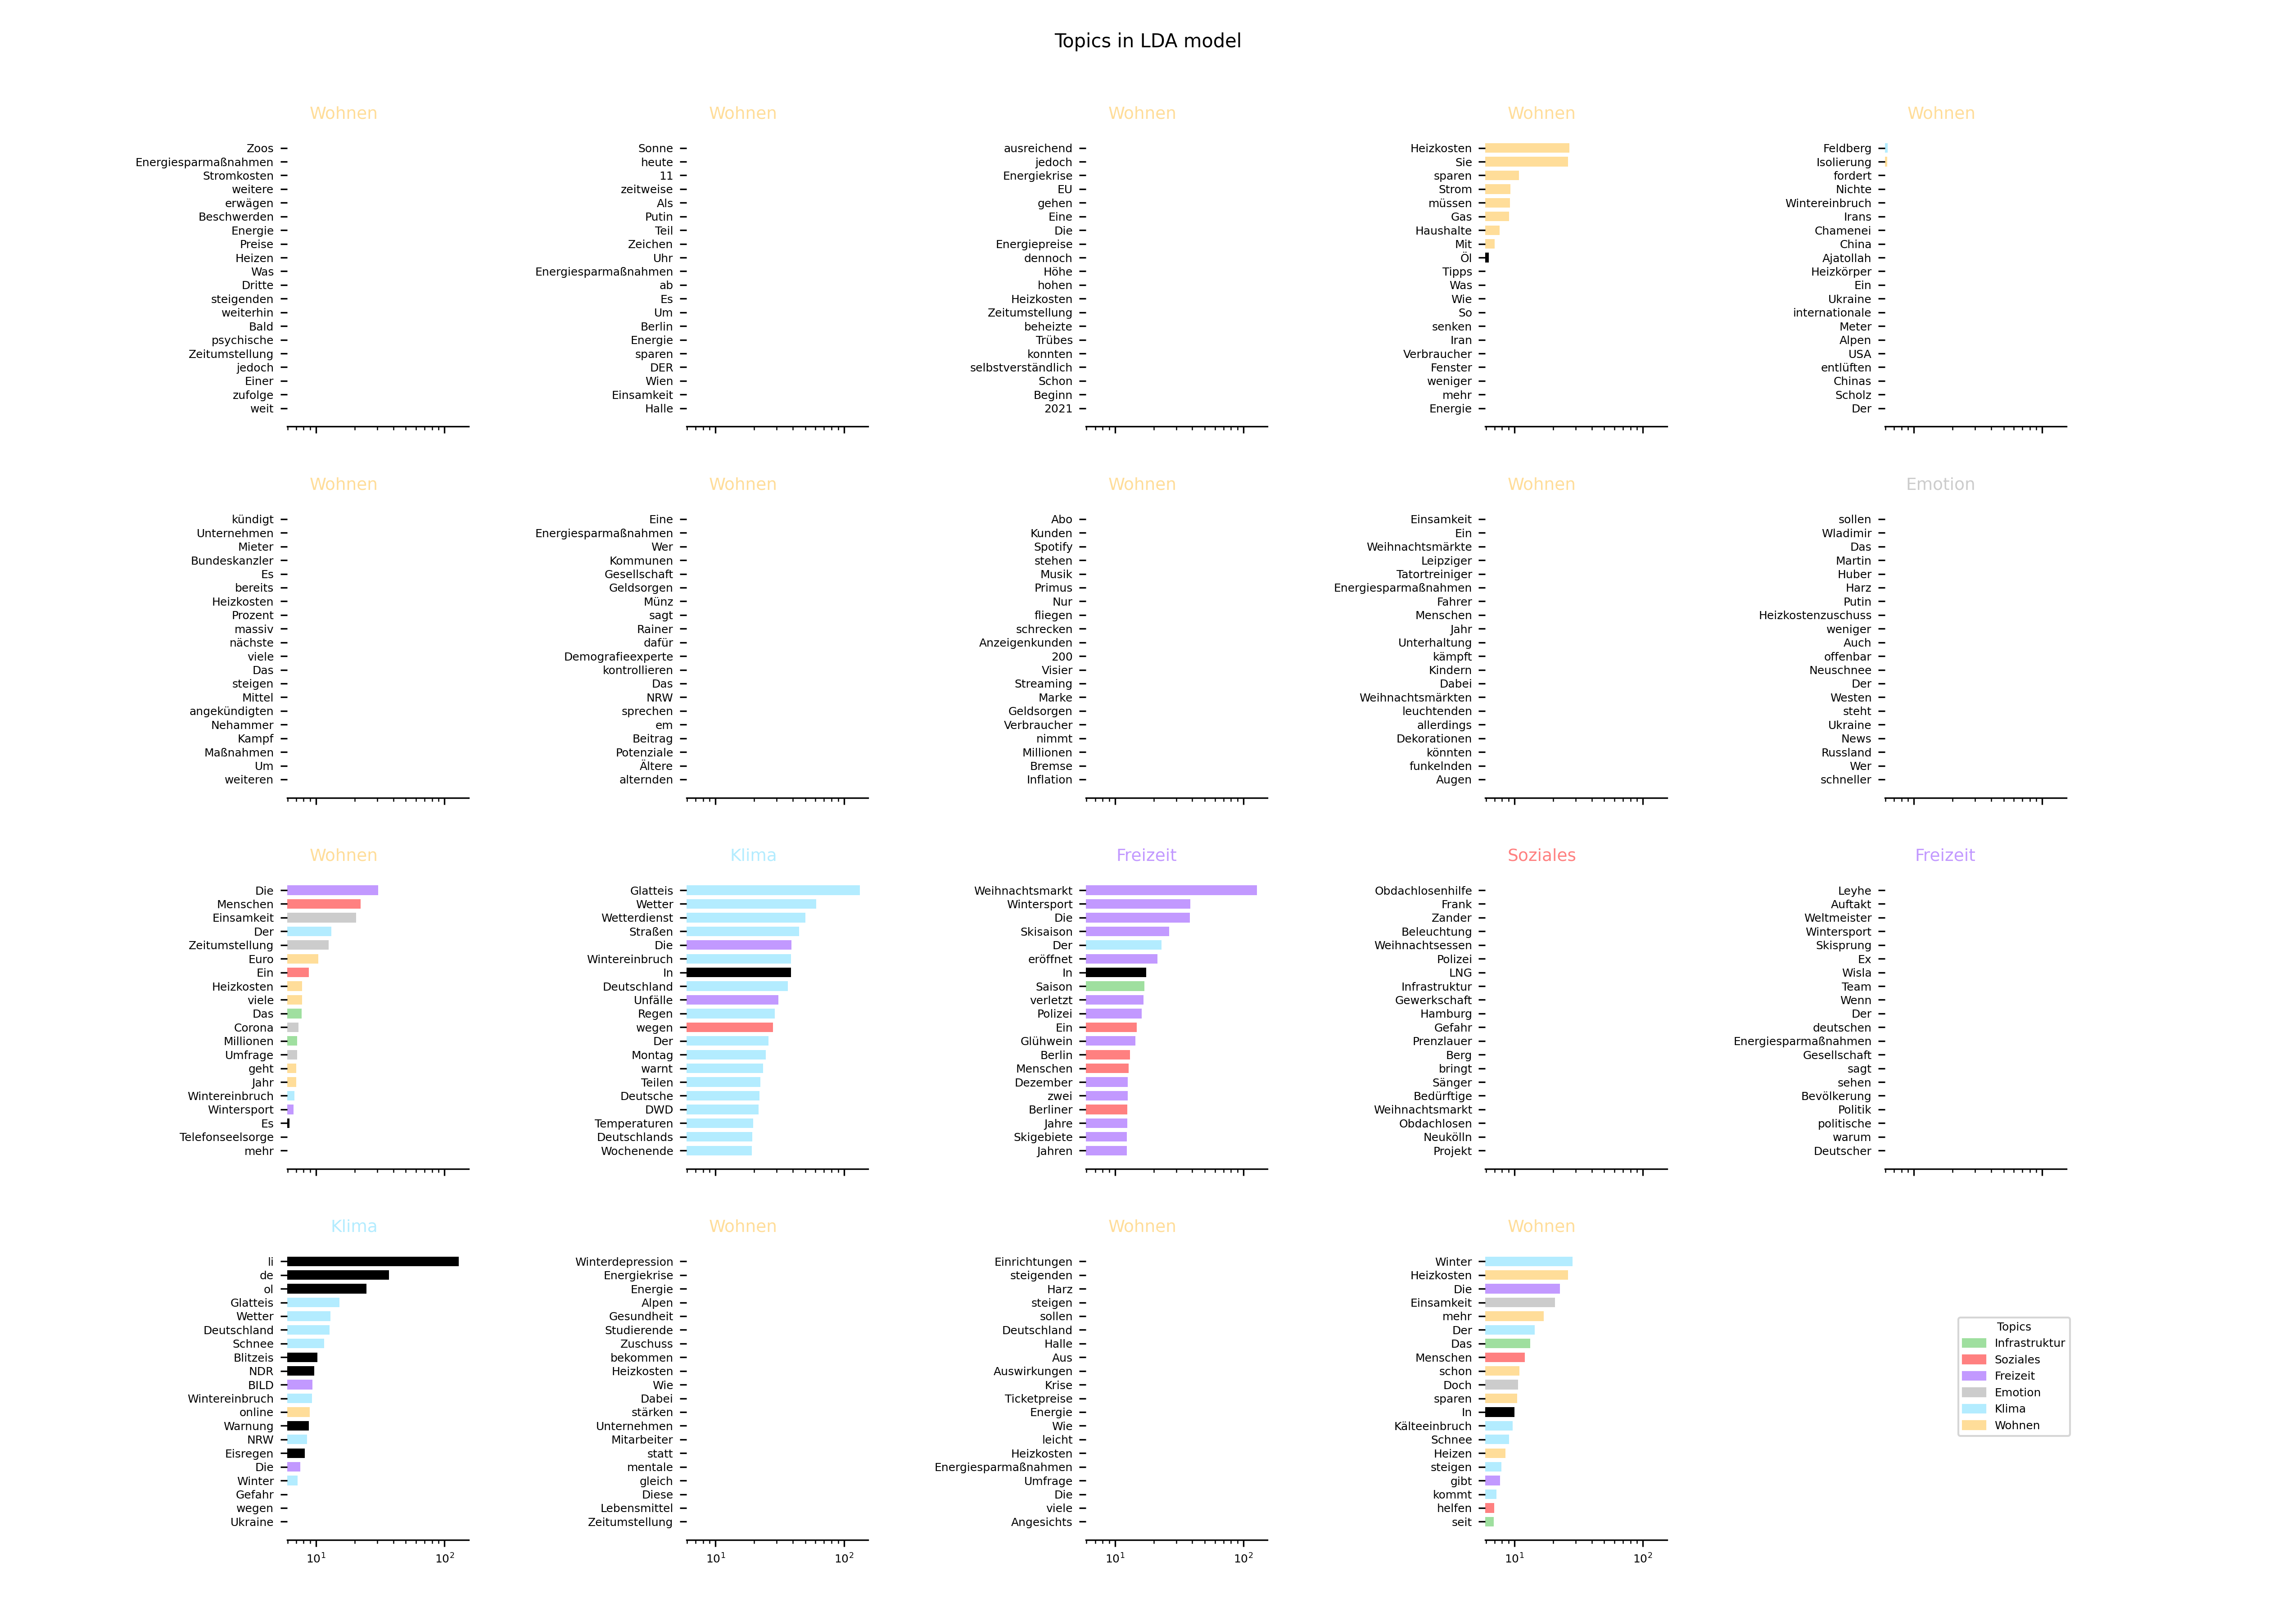 Topics in LDA model
Wohnen
Zoos
Energiesparmaßnahmen
Stromkosten
weitere
erwägen
Beschwerden
Energie
Preise
Heizen
Was
Dritte
steigenden
weiterhin
Bald
psychische
Zeitumstellung
jedoch
Einer
zufolge
weit
Wohnen
Sonne
heute
11
zeitweise
Als
Putin
Teil
Zeichen
Uhr
Energiesparmaßnahmen
ab
Es
Um
Berlin
Energie
sparen
DER
Wien
Einsamkeit
Halle
Wohnen
ausreichend
jedoch
Energiekrise
EU
gehen
Eine
Die
Energiepreise
dennoch
Höhe
hohen
Heizkosten
Zeitumstellung
beheizte
Trübes
konnten
selbstverständlich
Schon
Beginn
2021
Wohnen
Heizkosten
Sie
sparen
Strom
müssen
Gas
Haushalte
Mit
Öl
Tipps
Was
Wie
So
senken
Iran
Verbraucher
Fenster
weniger
mehr
Energie
Wohnen
Feldberg
Isolierung
fordert
Nichte
Wintereinbruch
Irans
Chamenei
China
Ajatollah
Heizkörper
Ein
Ukraine
internationale
Meter
Alpen
USA
entlüften
Chinas
Scholz
Der
Wohnen
kündigt
Unternehmen
Mieter
Bundeskanzler
Es
bereits
Heizkosten
Prozent
massiv
nächste
viele
Das
steigen
Mittel
angekündigten
Nehammer
Kampf
Maßnahmen
Um
weiteren
Wohnen
Eine
Energiesparmaßnahmen
Wer
Kommunen
Gesellschaft
Geldsorgen
Münz
sagt
Rainer
dafür
Demografieexperte
kontrollieren
Das
NRW
sprechen
em
Beitrag
Potenziale
Ältere
alternden
Wohnen
Abo
Kunden
Spotify
stehen
Musik
Primus
Nur
fliegen
schrecken
Anzeigenkunden
200
Visier
Streaming
Marke
Geldsorgen
Verbraucher
nimmt
Millionen
Bremse
Inflation
Wohnen
Einsamkeit
Ein
Weihnachtsmärkte
Leipziger
Tatortreiniger
Energiesparmaßnahmen
Fahrer
Menschen
Jahr
Unterhaltung
kämpft
Kindern
Dabei
Weihnachtsmärkten
leuchtenden
allerdings
Dekorationen
könnten
funkelnden
Augen
Emotion
sollen
Wladimir
Das
Martin
Huber
Harz
Putin
Heizkostenzuschuss
weniger
Auch
offenbar
Neuschnee
Der
Westen
steht
Ukraine
News
Russland
Wer
schneller
Wohnen
Die
Menschen
Einsamkeit
Der
Zeitumstellung
Euro
Ein
Heizkosten
viele
Das
Corona
Millionen
Umfrage
geht
Jahr
Wintereinbruch
Wintersport
Es
Telefonseelsorge
mehr
Klima
Glatteis
Wetter
Wetterdienst
Straßen
Die
Wintereinbruch
In
Deutschland
Unfälle
Regen
wegen
Der
Montag
warnt
Teilen
Deutsche
DWD
Temperaturen
Deutschlands
Wochenende
Freizeit
Weihnachtsmarkt
Wintersport
Die
Skisaison
Der
eröffnet
In
Saison
verletzt
Polizei
Ein
Glühwein
Berlin
Menschen
Dezember
zwei
Berliner
Jahre
Skigebiete
Jahren
Soziales
Obdachlosenhilfe
Frank
Zander
Beleuchtung
Weihnachtsessen
Polizei
LNG
Infrastruktur
Gewerkschaft
Hamburg
Gefahr
Prenzlauer
Berg
bringt
Sänger
Bedürftige
Weihnachtsmarkt
Obdachlosen
Neukölln
Projekt
Freizeit
Leyhe
Auftakt
Weltmeister
Wintersport
Skisprung
Ex
Wisla
Team
Wenn
Der
deutschen
Energiesparmaßnahmen
Gesellschaft
sagt
sehen
Bevölkerung
Politik
politische
warum
Deutscher
Klima
li
de
ol
Glatteis
Wetter
Deutschland
Schnee
Blitzeis
NDR
BILD
Wintereinbruch
online
Warnung
NRW
Eisregen
Die
Winter
Gefahr
wegen
Ukraine
10^1 10^2
Wohnen
Winterdepression
Energiekrise
Energie
Alpen
Gesundheit
Studierende
Zuschuss
bekommen
Heizkosten
Wie
Dabei
stärken
Unternehmen
Mitarbeiter
statt
mentale
gleich
Diese
Lebensmittel
Zeitumstellung
10^1 10^2
Wohnen
Einrichtungen
steigenden
Harz
steigen
sollen
Deutschland
Halle
Aus
Auswirkungen
Krise
Ticketpreise
Energie
Wie
leicht
Heizkosten
Energiesparmaßnahmen
Umfrage
Die
viele
Angesichts
10^1 10^2
Wohnen
Winter
Heizkosten
Die
Einsamkeit
mehr
Der
Das
Menschen
schon
Doch
sparen
In
Kälteeinbruch
Schnee
Heizen
steigen
gibt
kommt
helfen
seit
10^1 10^2
Topics
Infrastruktur
Soziales
Freizeit
Emotion
Klima
Wohnen